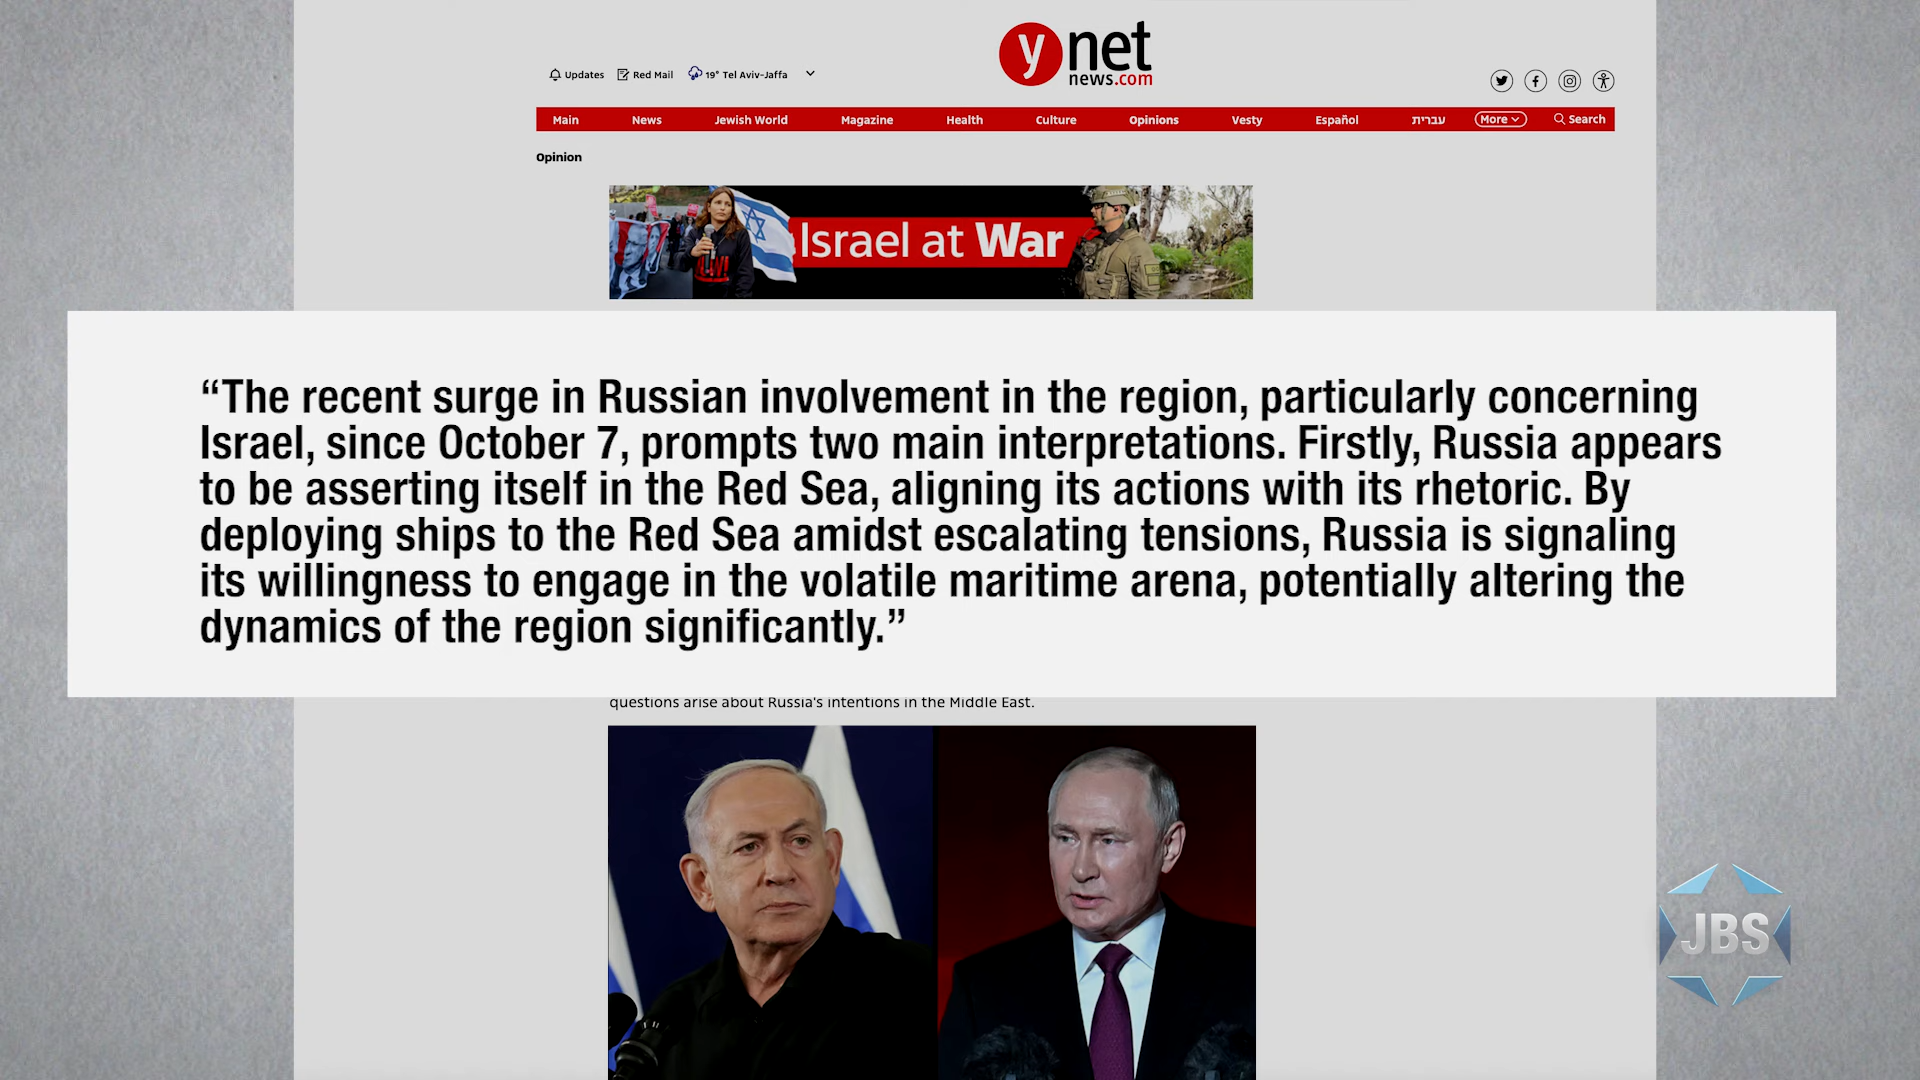 y net
news.com
Updates Red Mail 19° Tel Aviv-Jaffa
Main News Jewish World Magazine Health Culture Opinions Vesty Español עברית More Search
Opinion
Israel at War
“The recent surge in Russian involvement in the region, particularly concerning
Israel, since October 7, prompts two main interpretations. Firstly, Russia appears
to be asserting itself in the Red Sea, aligning its actions with its rhetoric. By
deploying ships to the Red Sea amidst escalating tensions, Russia is signaling
its willingness to engage in the volatile maritime arena, potentially altering the
dynamics of the region significantly.”
questions arise about Russia's intentions in the Middle East.
JBS